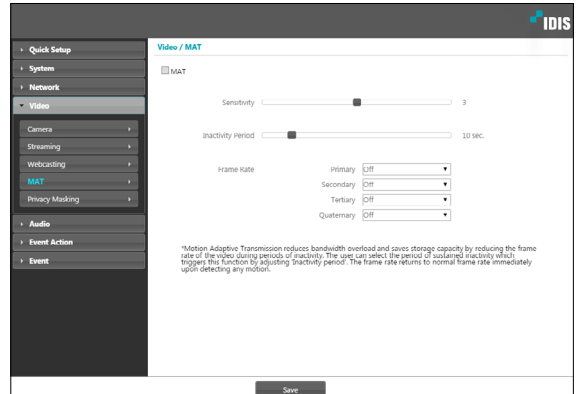 IDIS
Quick Setup
System
Network
Video
Camera
Streaming
Webcasting
MAT
Privacy Masking
Audio
Event Action
Event
Video / MAT
MAT
Sensitivity 3
Inactivity Period 10 sec.
Frame Rate Primary Off
Secondary Off
Tertiary Off
Quaternary Off
*Motion Adaptive Transmission reduces bandwidth overload and saves storage capacity by reducing the frame
rate of the video during periods of inactivity. The user can select the period of sustained inactivity which
triggers this function by adjusting 'Inactivity period'. The frame rate returns to normal frame rate immediately
upon detecting any motion.
Save